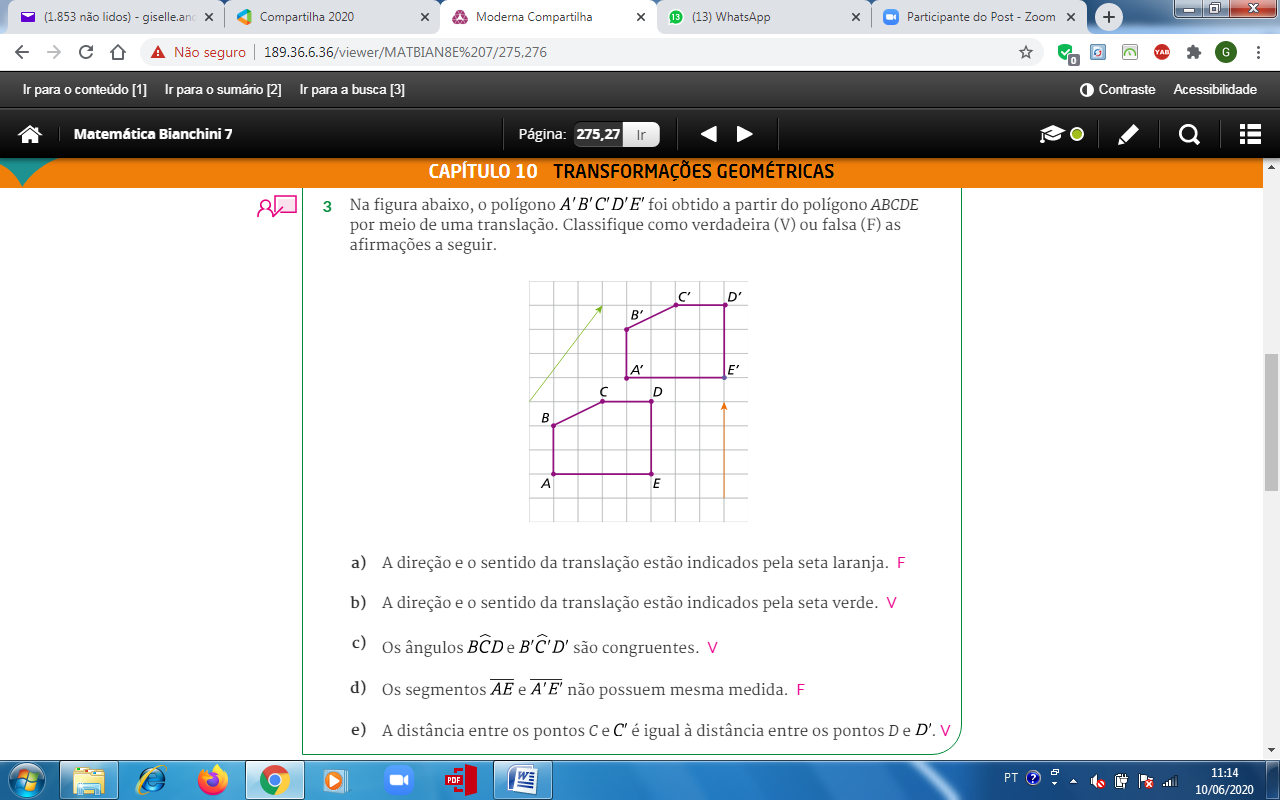 (1.853 não lidos) - giselle.anc
Compartilha 2020
Moderna Compartilha
(13) WhatsApp
Participante do Post - Zoom
Não seguro
189.36.6.36/viewer/MATBIAN8E%207/275,276
0
YAB
G
Ir para o conteúdo [1]
Ir para o sumário [2]
Ir para a busca [3]
Contraste
Acessibilidade
Matemática Bianchini 7
Página:
275,27
Ir
CAPÍTULO 10 TRANSFORMAÇÕES GEOMÉTRICAS
3 Na figura abaixo, o polígono A'B'C'D'E' foi obtido a partir do polígono ABCDE
por meio de uma translação. Classifique como verdadeira (V) ou falsa (F) as
afirmações a seguir.
C' D'
B'
A' E'
C D
B
A E
a) A direção e o sentido da translação estão indicados pela seta laranja. F
b) A direção e o sentido da translação estão indicados pela seta verde. V
c) Os ângulos BĈD e B'Ĉ'D' são congruentes. V
d) Os segmentos A̅E̅ e A̅'̅E̅'̅ não possuem mesma medida. F
e) A distância entre os pontos C e C' é igual à distância entre os pontos D e D'. V
PDF
W
PT
11:14
10/06/2020